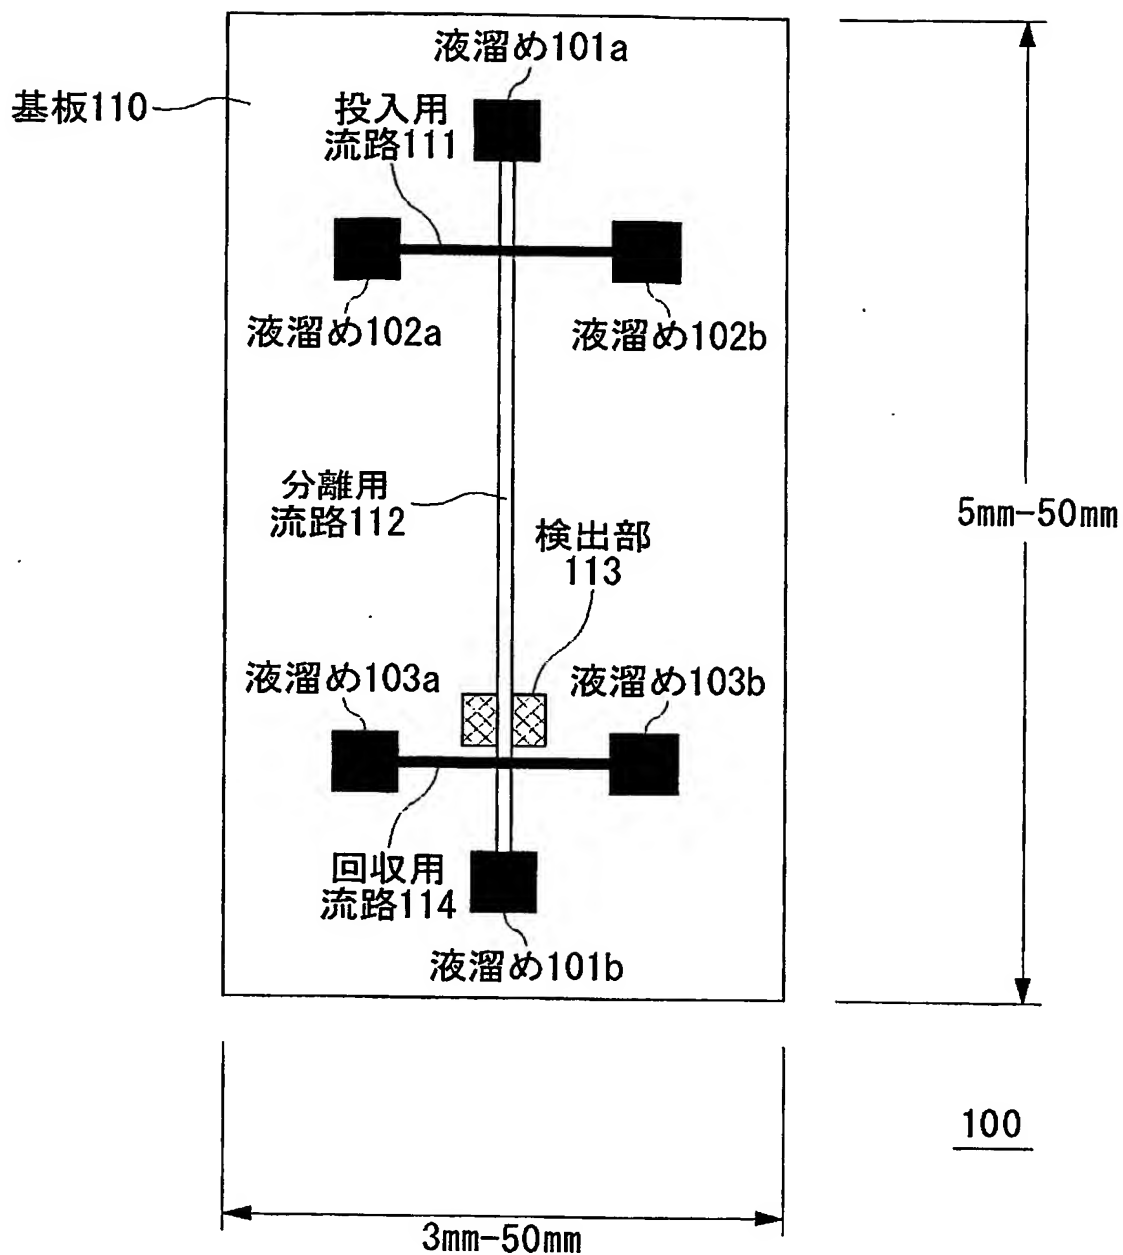 液溜め101a
基板110
投入用
流路111
液溜め102a
液溜め102b
分離用
流路112
検出部
113
5mm-50mm
液溜め103a
液溜め103b
回収用
流路114
液溜め101b
100
3mm-50mm